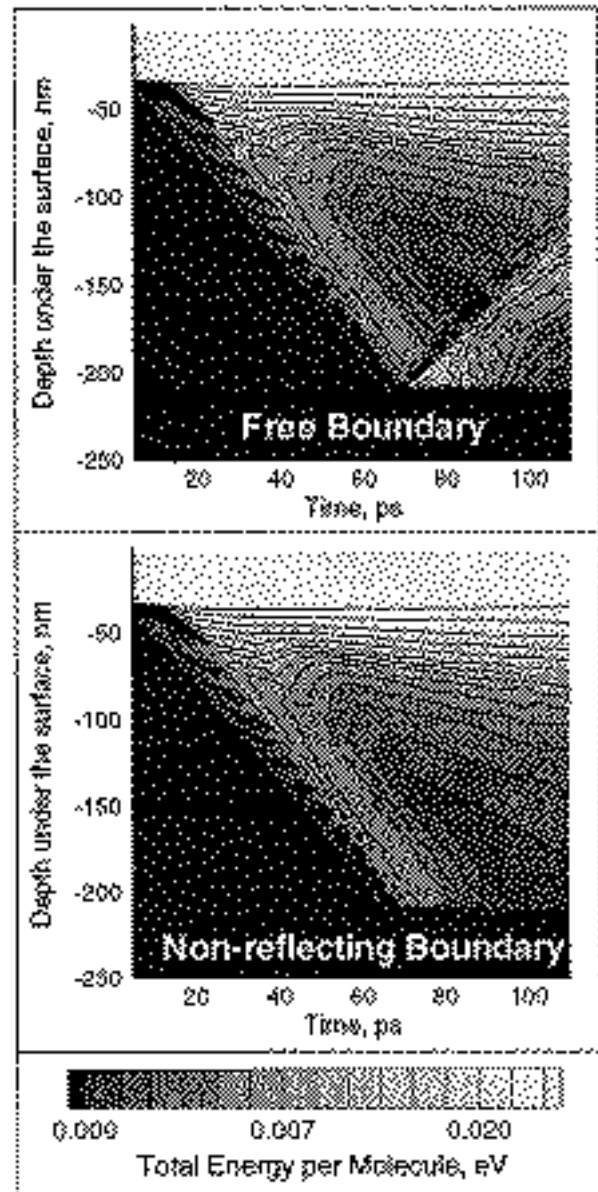 Depth under the surface, nm
-50
-100
-150
-200
-250
Free Boundary
20 40 60 80 100
Time, ps
Depth under the surface, nm
-50
-100
-150
-200
-250
Non-reflecting Boundary
20 40 60 80 100
Time, ps
0.000 0.007 0.020
Total Energy per Molecule, eV